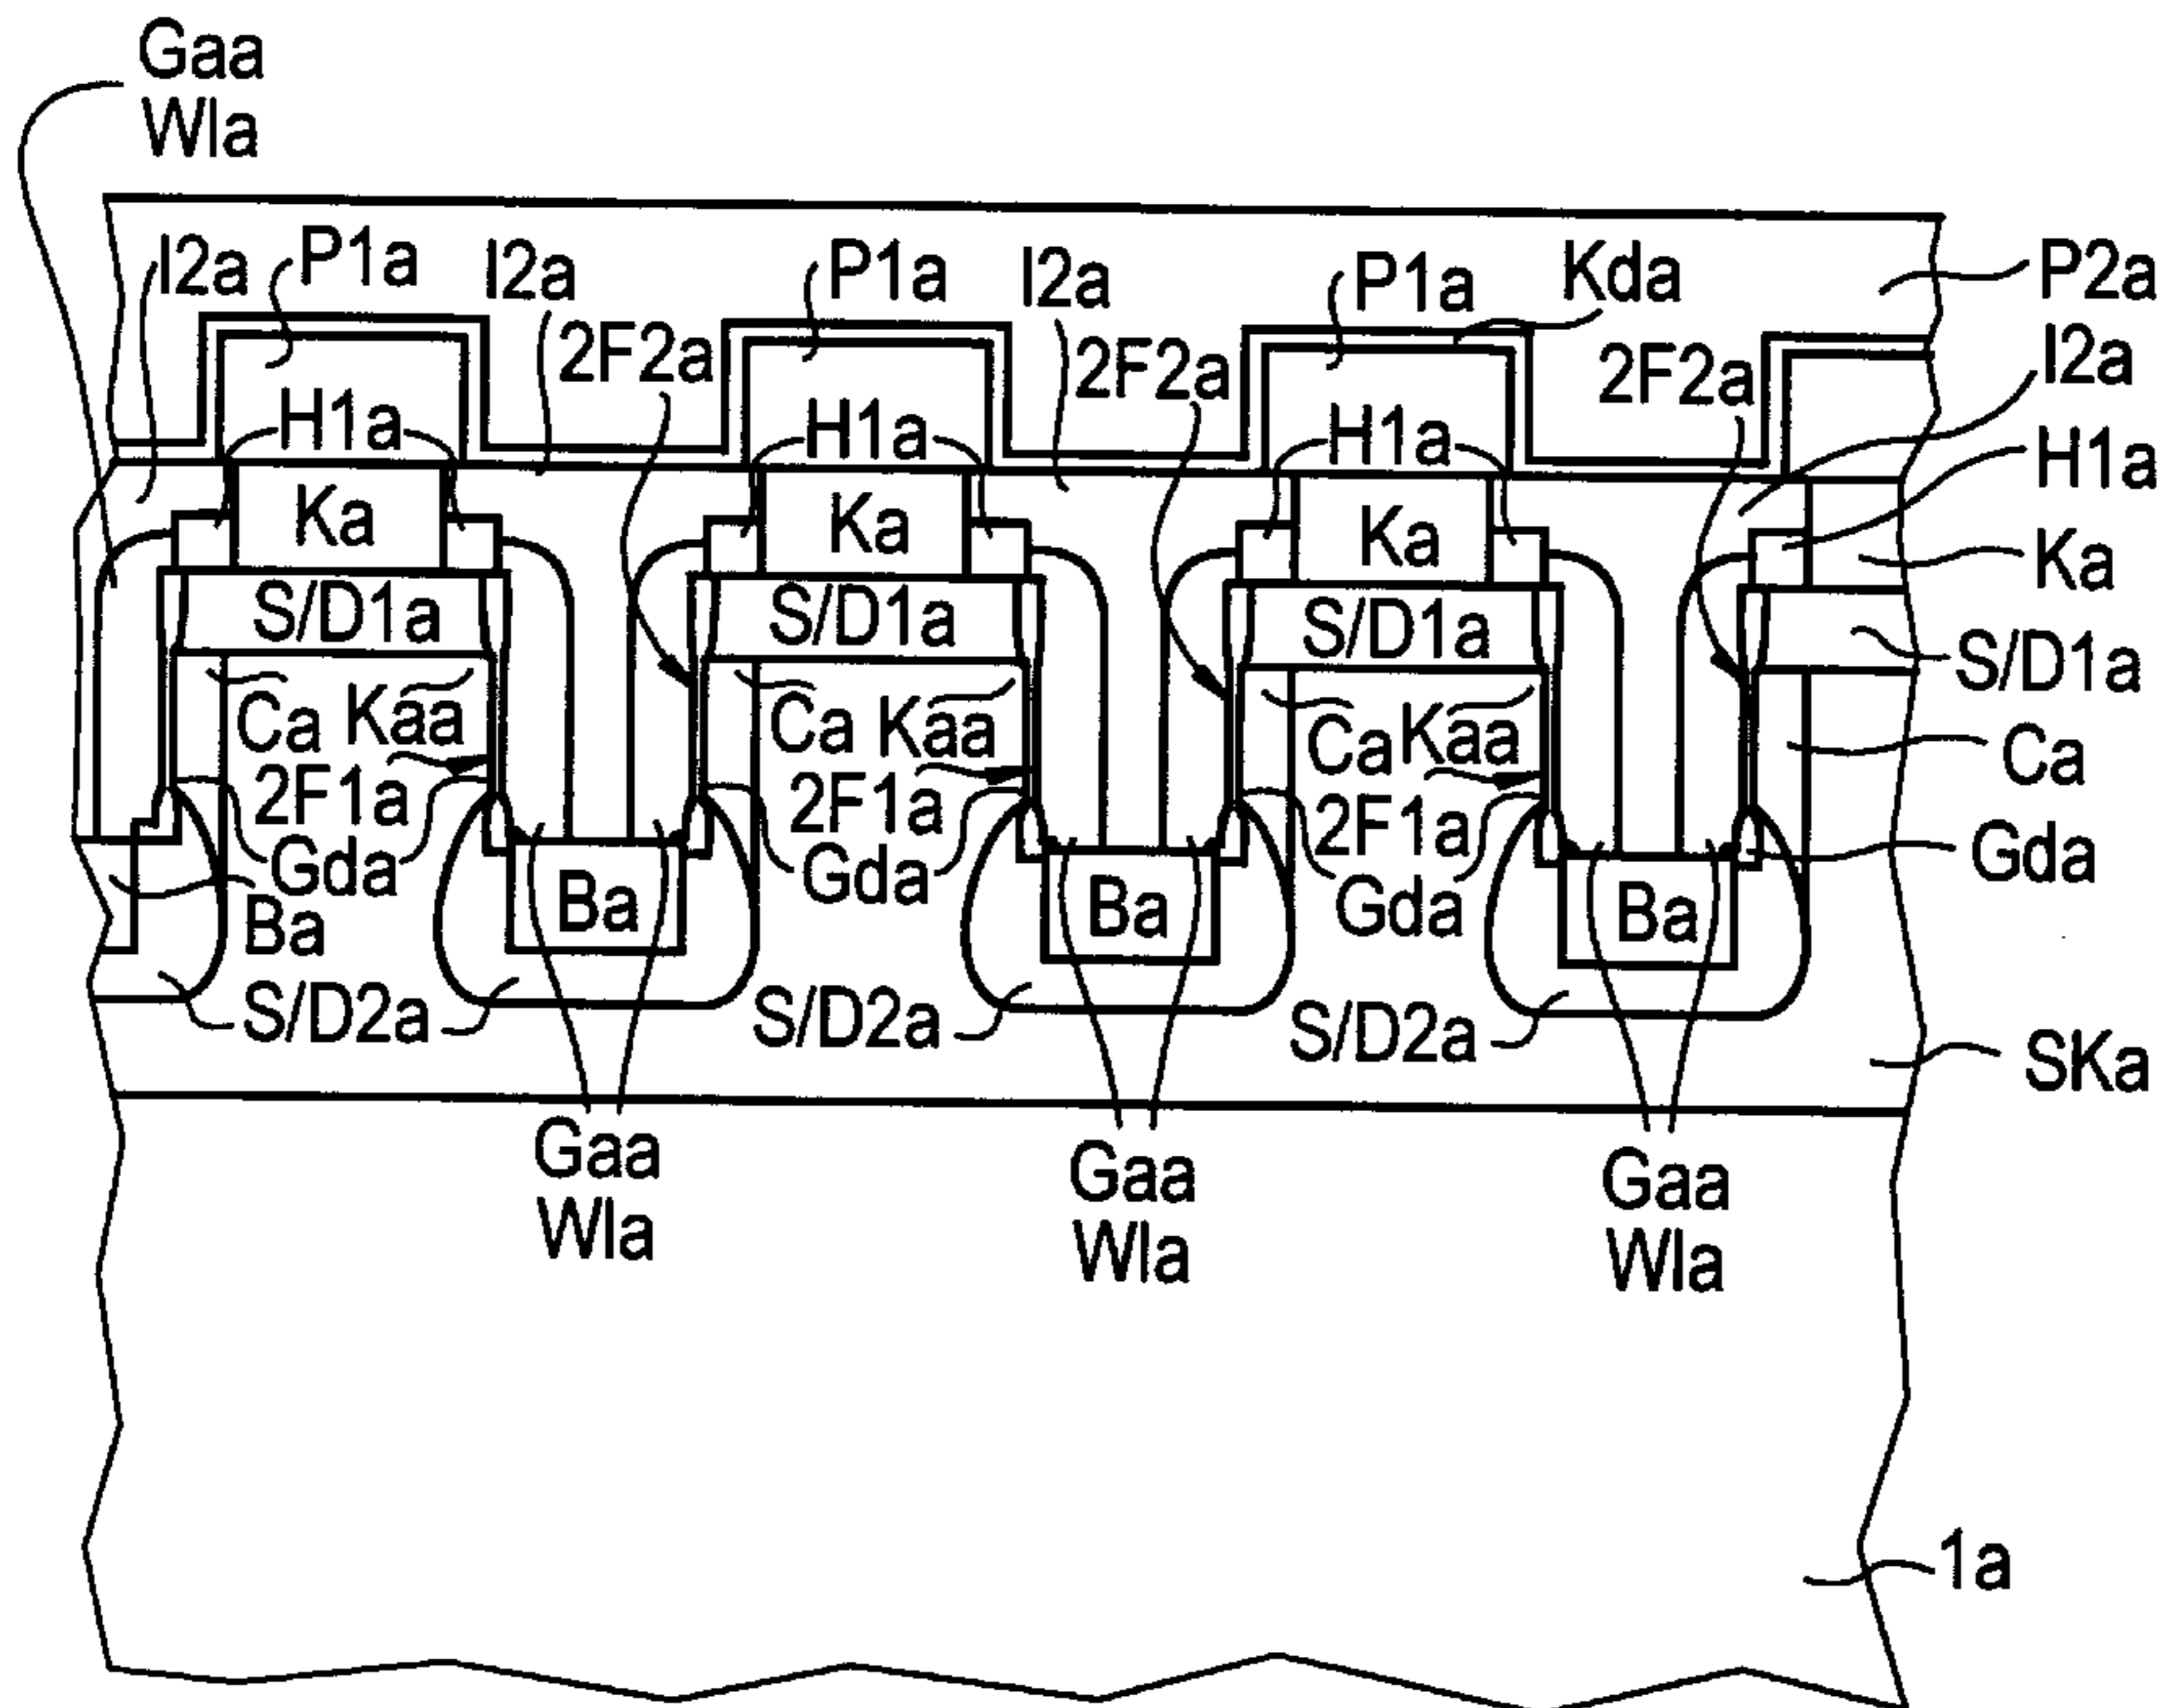 Gaa
Wla
I2a P1a I2a P1a I2a P1a Kda P2a
2F2a 2F2a 2F2a I2a
H1a H1a H1a H1a
Ka Ka Ka Ka
S/D1a S/D1a S/D1a S/D1a
Ca Kaa Ca Kaa Ca Kaa Ca
2F1a 2F1a 2F1a
Gda Gda Gda Gda
Ba Ba Ba Ba
S/D2a S/D2a S/D2a SKa
Gaa Gaa Gaa
Wla Wla Wla
1a